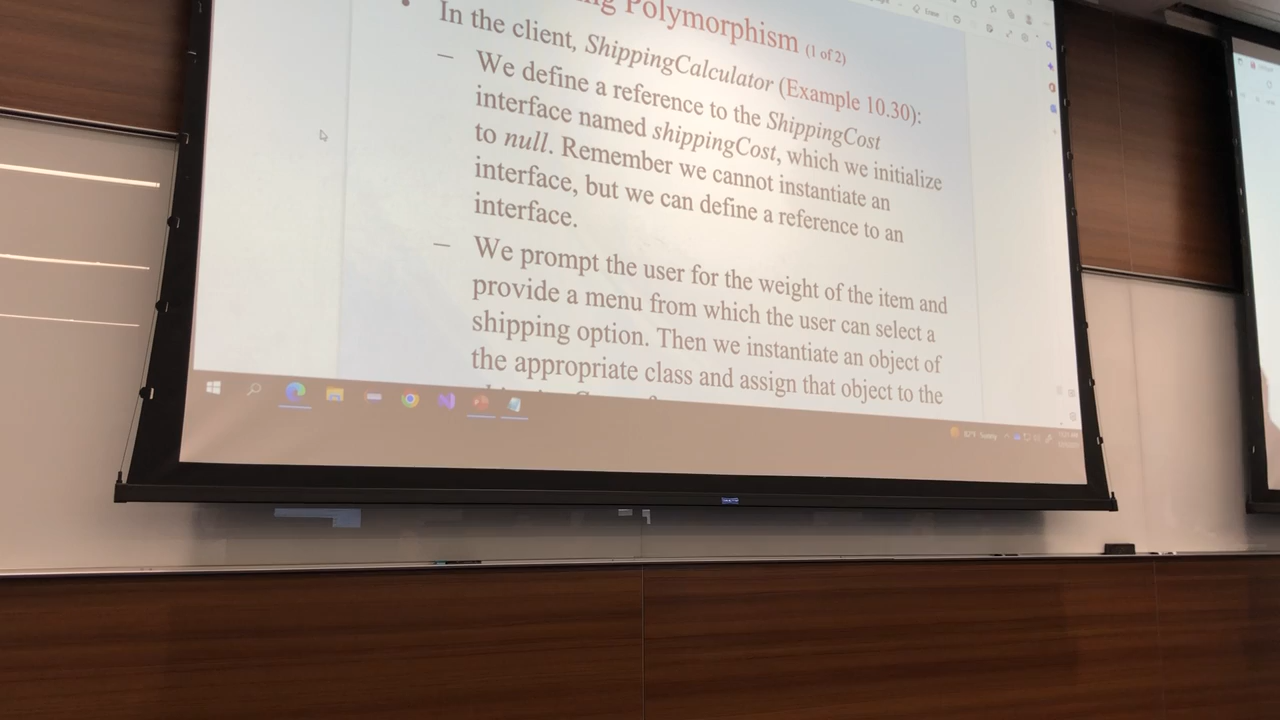 Polymorphism (1 of 2)
• In the client, ShippingCalculator (Example 10.30):
– We define a reference to the ShippingCost
interface named shippingCost, which we initialize
to null. Remember we cannot instantiate an
interface, but we can define a reference to an
interface.
– We prompt the user for the weight of the item and
provide a menu from which the user can select a
shipping option. Then we instantiate an object of
the appropriate class and assign that object to the
Sunny